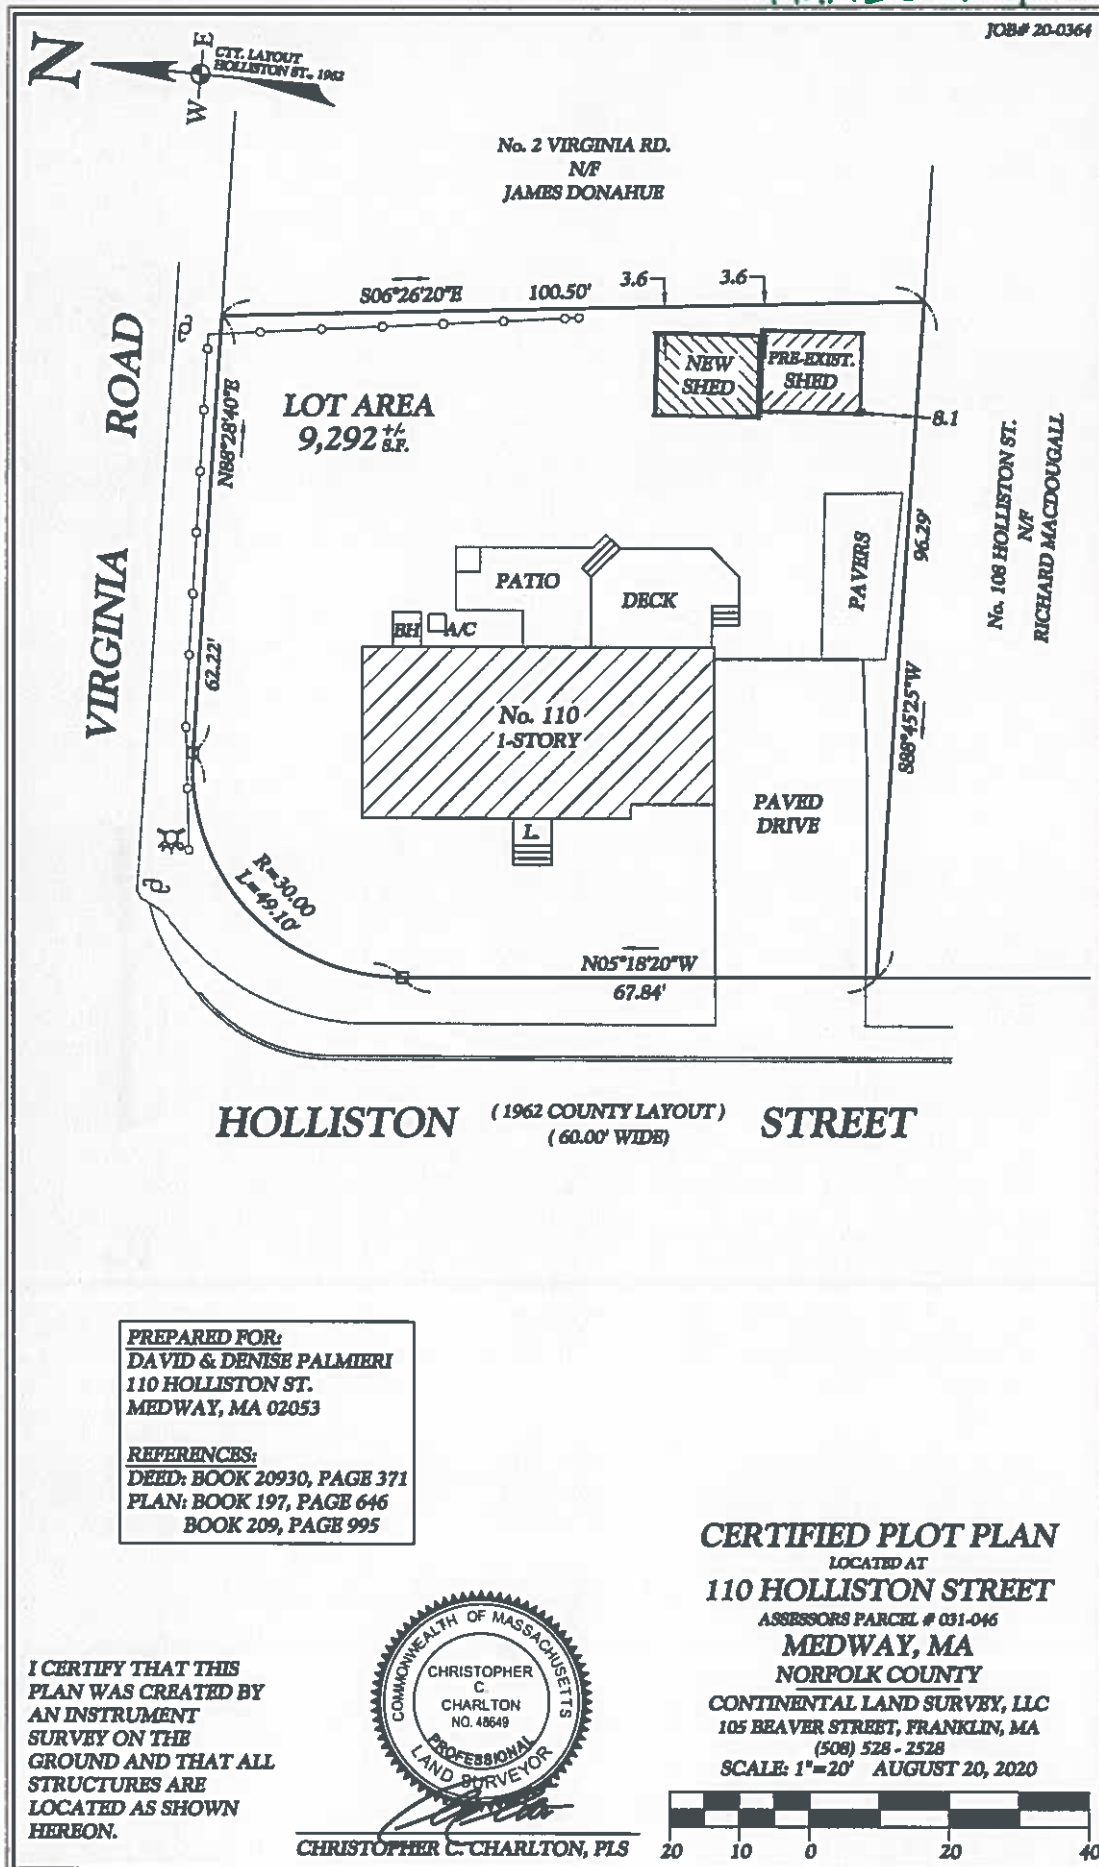 JOB# 20-0364
N
E
W
CTY. LAYOUT
HOLLISTON ST., 1962
No. 2 VIRGINIA RD.
N/F
JAMES DONAHUE
S06°26'20"E
100.50'
3.6
3.6
NEW
SHED
PRE-EXIST.
SHED
8.1
VIRGINIA ROAD
N88°28'40"E
62.22'
LOT AREA
9,292 +/- S.F.
No. 108 HOLLISTON ST.
N/F
RICHARD MACDOUGALL
96.29'
S88°45'25"W
PAVERS
PATIO
DECK
BH
A/C
No. 110
1-STORY
L.
PAVED
DRIVE
R=30.00
L=49.10'
N05°18'20"W
67.84'
HOLLISTON STREET
( 1962 COUNTY LAYOUT )
( 60.00' WIDE)
PREPARED FOR:
DAVID & DENISE PALMIERI
110 HOLLISTON ST.
MEDWAY, MA 02053
REFERENCES:
DEED: BOOK 20930, PAGE 371
PLAN: BOOK 197, PAGE 646
BOOK 209, PAGE 995
I CERTIFY THAT THIS
PLAN WAS CREATED BY
AN INSTRUMENT
SURVEY ON THE
GROUND AND THAT ALL
STRUCTURES ARE
LOCATED AS SHOWN
HEREON.
COMMONWEALTH OF MASSACHUSETTS
CHRISTOPHER
C.
CHARLTON
NO. 48649
PROFESSIONAL
LAND SURVEYOR
CHRISTOPHER C. CHARLTON, PLS
CERTIFIED PLOT PLAN
LOCATED AT
110 HOLLISTON STREET
ASSESSORS PARCEL # 031-046
MEDWAY, MA
NORFOLK COUNTY
CONTINENTAL LAND SURVEY, LLC
105 BEAVER STREET, FRANKLIN, MA
(508) 528 - 2528
SCALE: 1"=20' AUGUST 20, 2020
20 10 0 20 40